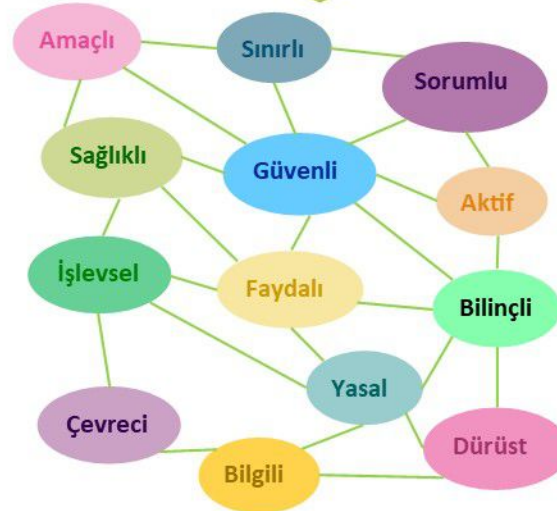 Amaçlı
Sınırlı
Sorumlu
Sağlıklı
Güvenli
Aktif
İşlevsel
Faydalı
Bilinçli
Yasal
Çevreci
Bilgili
Dürüst